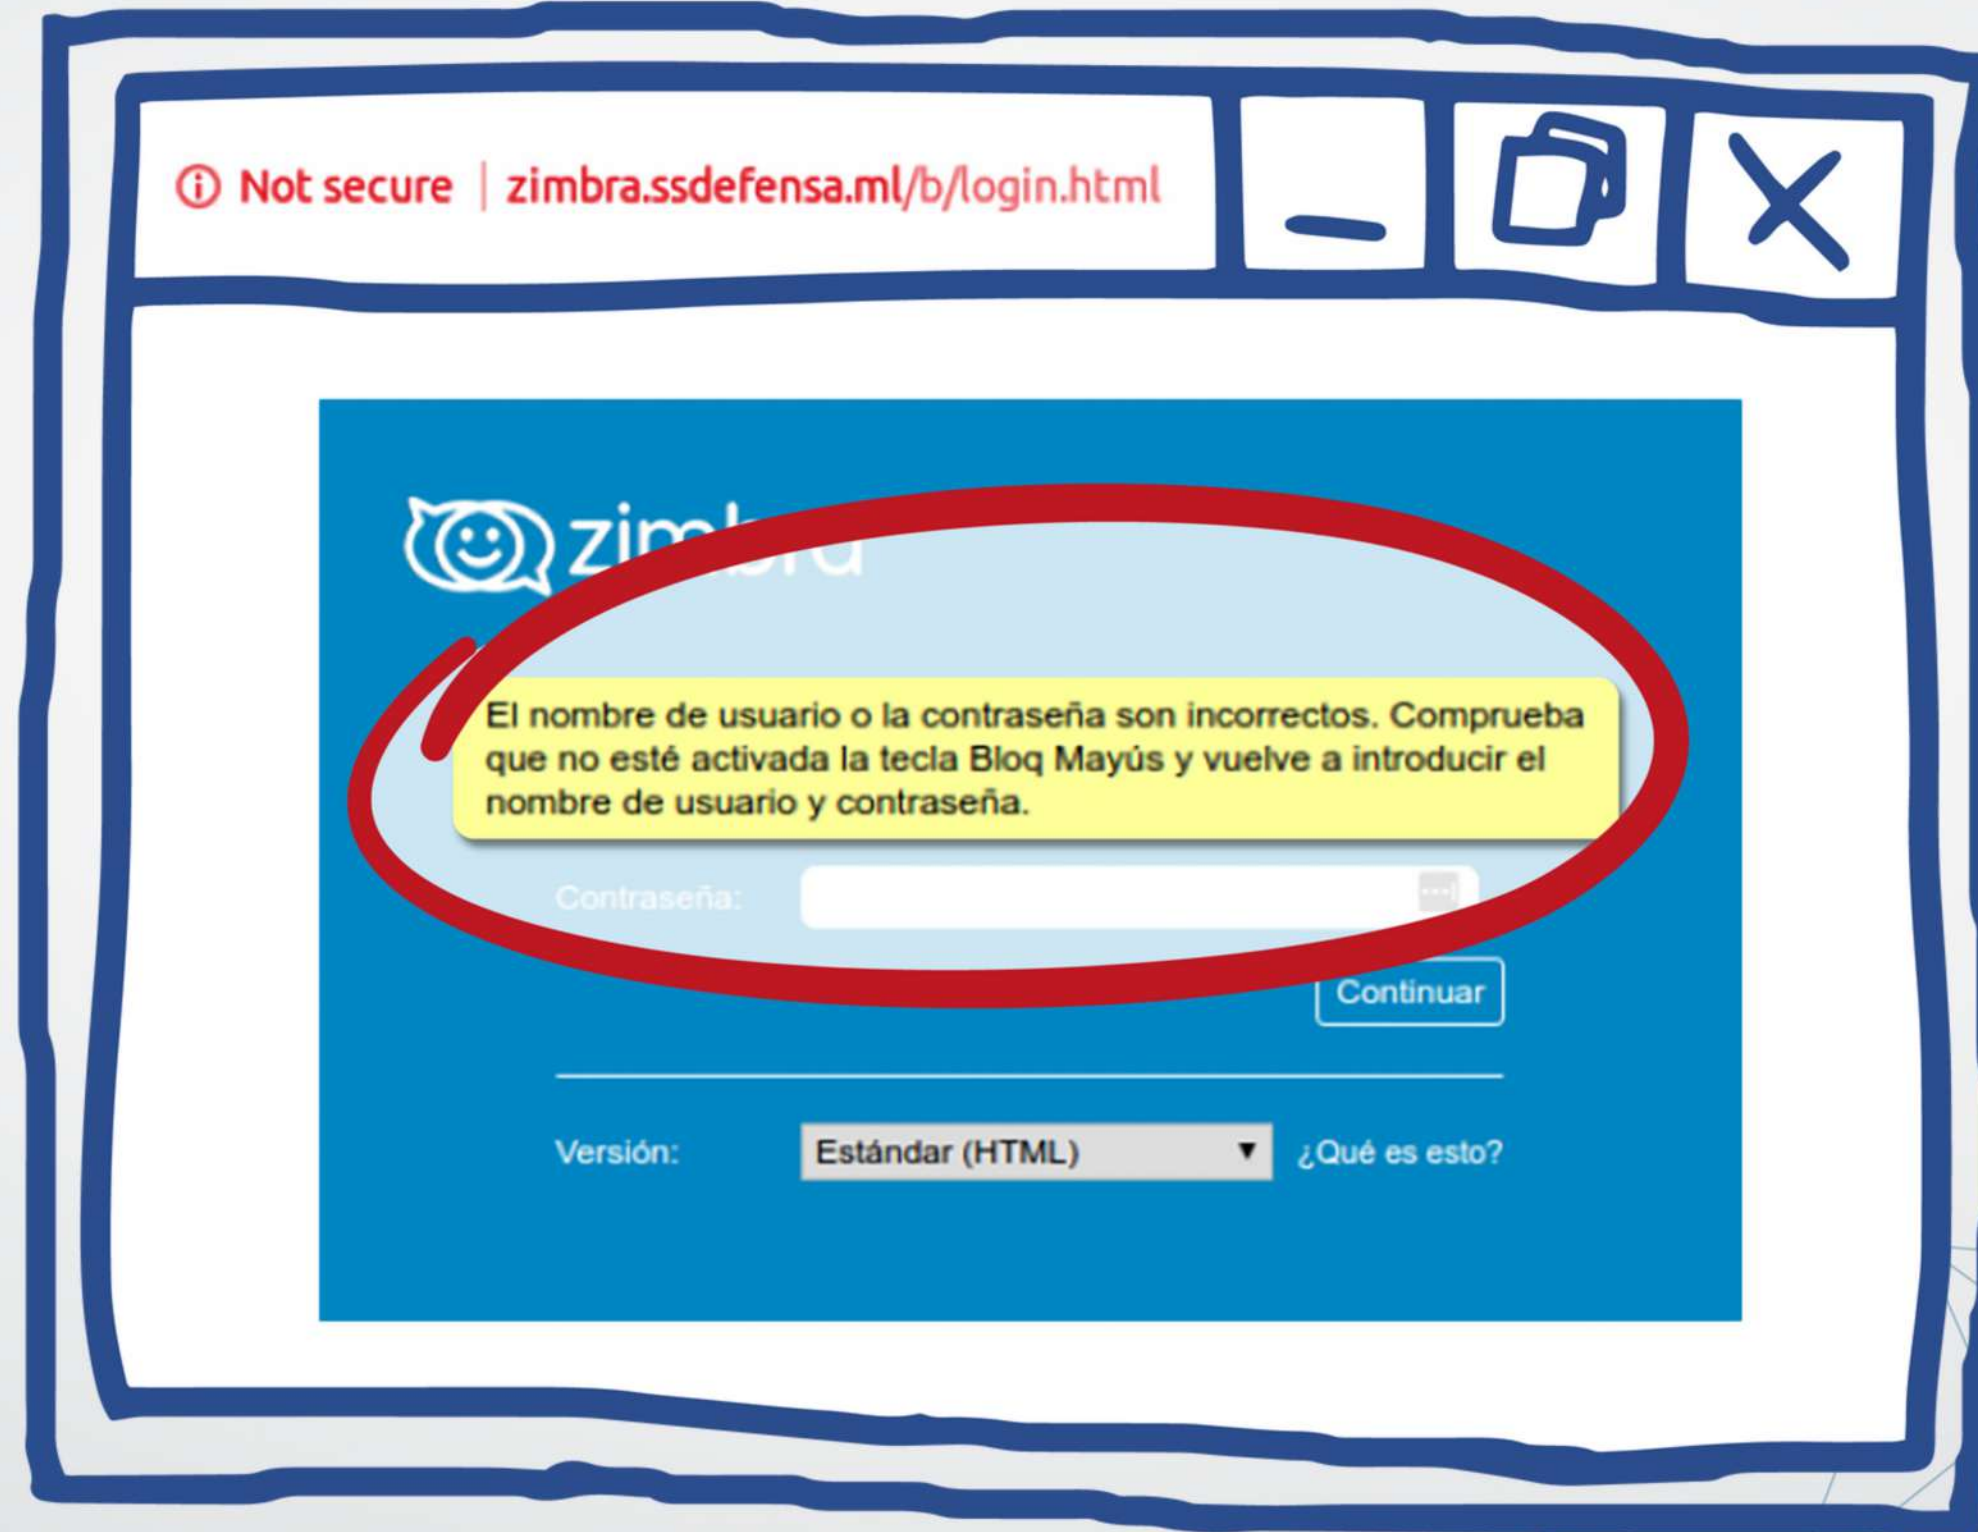 Not secure | zimbra.ssdefensa.ml/b/login.html
zimbra
El nombre de usuario o la contraseña son incorrectos. Comprueba
que no esté activada la tecla Bloq Mayús y vuelve a introducir el
nombre de usuario y contraseña.
Contraseña:
Continuar
Versión: Estándar (HTML) ¿Qué es esto?